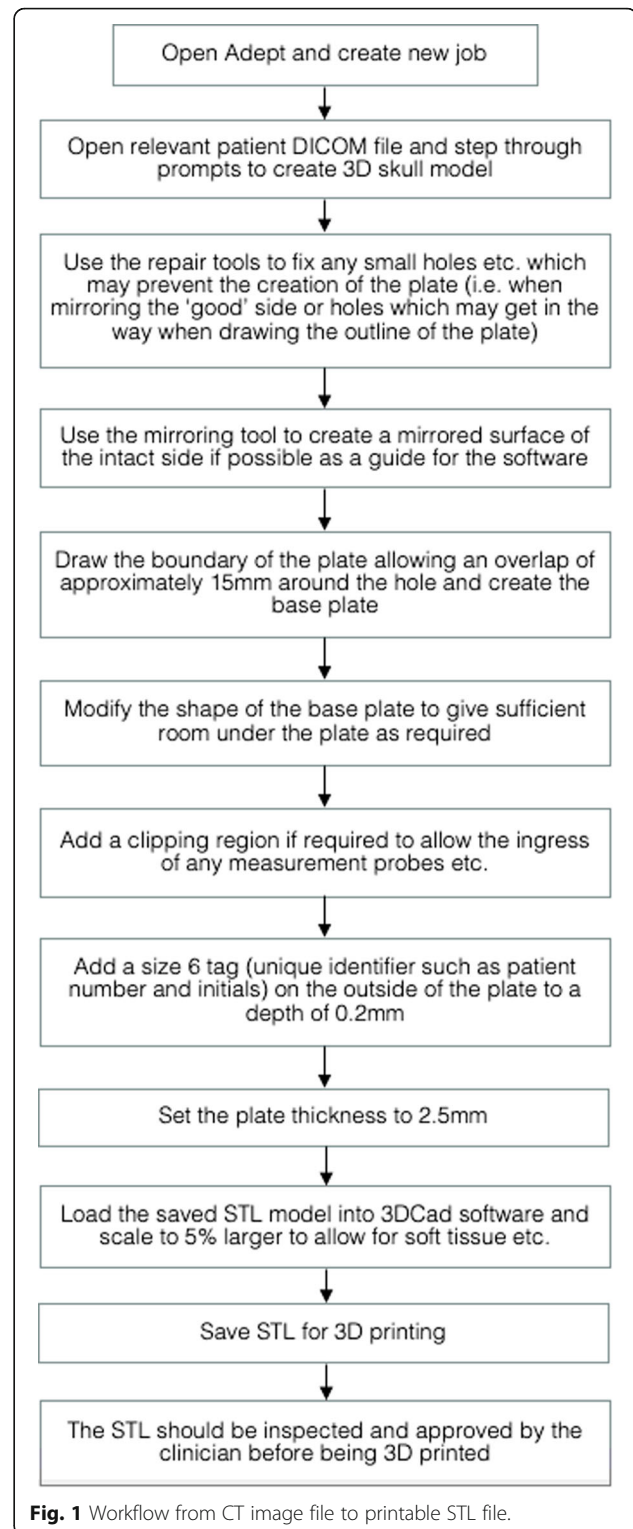 Open Adept and create new job
Open relevant patient DICOM file and step through
prompts to create 3D skull model
Use the repair tools to fix any small holes etc. which
may prevent the creation of the plate (i.e. when
mirroring the 'good' side or holes which may get in the
way when drawing the outline of the plate)
Use the mirroring tool to create a mirrored surface of
the intact side if possible as a guide for the software
Draw the boundary of the plate allowing an overlap of
approximately 15mm around the hole and create the
base plate
Modify the shape of the base plate to give sufficient
room under the plate as required
Add a clipping region if required to allow the ingress
of any measurement probes etc.
Add a size 6 tag (unique identifier such as patient
number and initials) on the outside of the plate to a
depth of 0.2mm
Set the plate thickness to 2.5mm
Load the saved STL model into 3DCad software and
scale to 5% larger to allow for soft tissue etc.
Save STL for 3D printing
The STL should be inspected and approved by the
clinician before being 3D printed
Fig. 1 Workflow from CT image file to printable STL file.